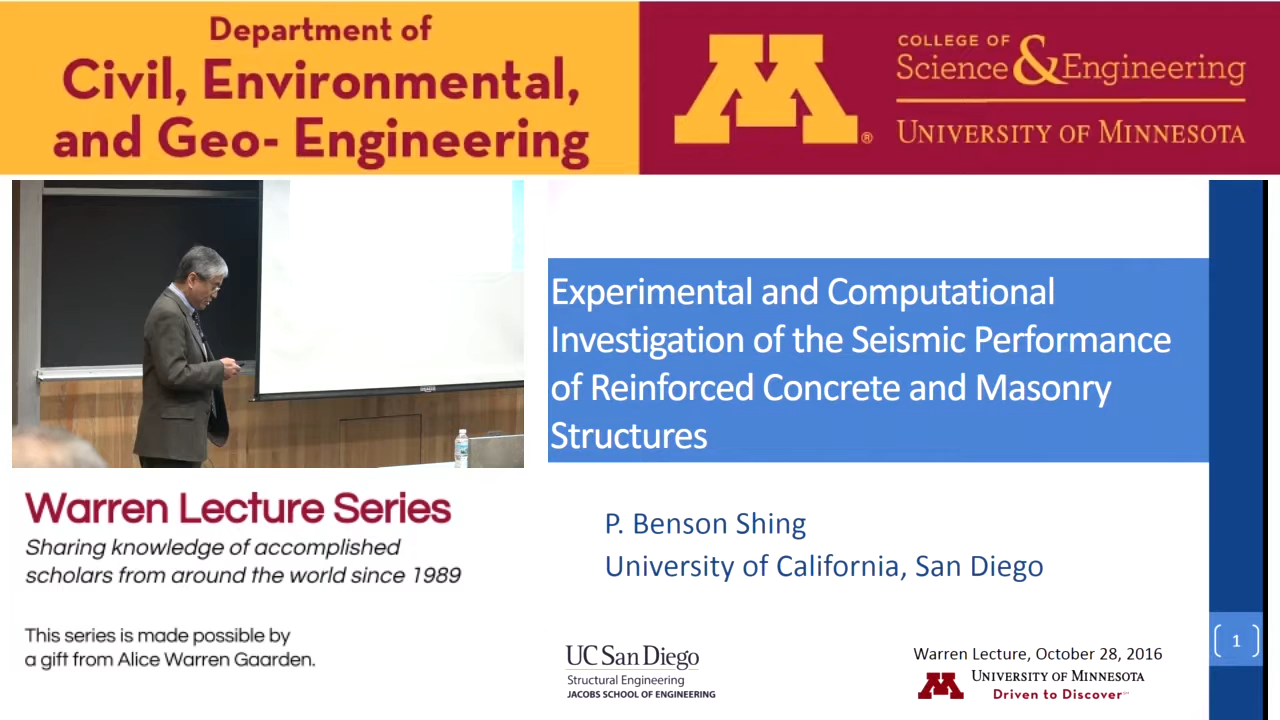 Department of
Civil, Environmental,
and Geo- Engineering
COLLEGE OF
Science & Engineering
UNIVERSITY OF MINNESOTA
®
Experimental and Computational
Investigation of the Seismic Performance
of Reinforced Concrete and Masonry
Structures
Warren Lecture Series
Sharing knowledge of accomplished
scholars from around the world since 1989
This series is made possible by
a gift from Alice Warren Gaarden.
P. Benson Shing
University of California, San Diego
UC San Diego
Structural Engineering
JACOBS SCHOOL OF ENGINEERING
Warren Lecture, October 28, 2016
UNIVERSITY OF MINNESOTA
Driven to Discover
1